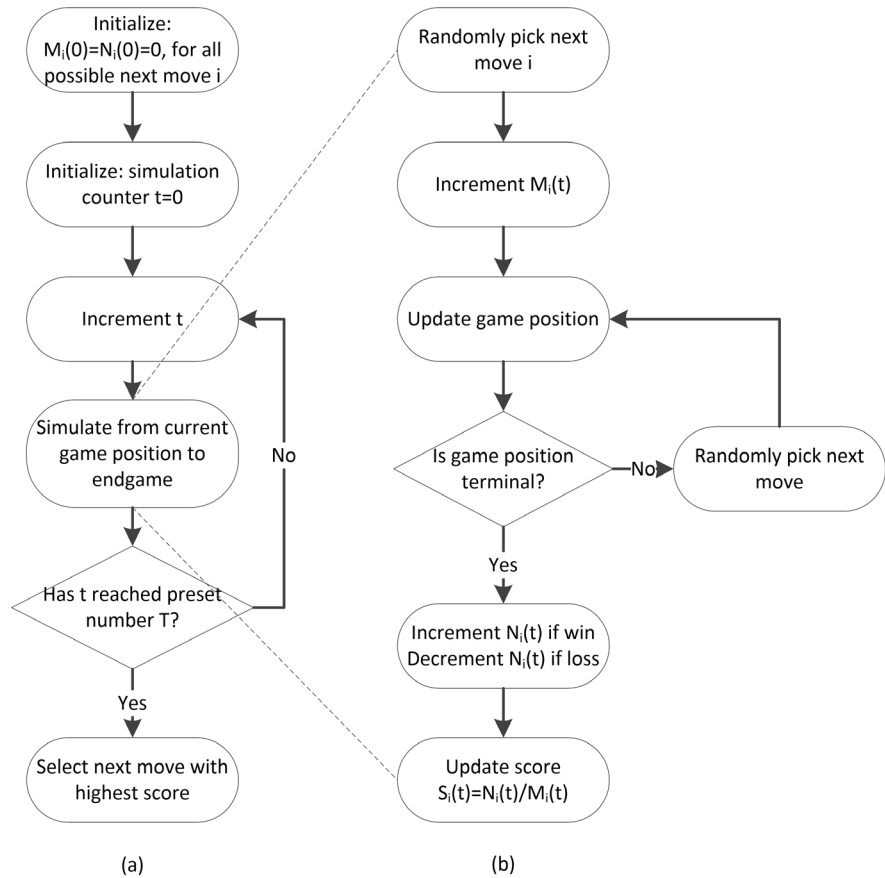 Initialize:
Mᵢ(0)=Nᵢ(0)=0, for all
possible next move i
Initialize: simulation
counter t=0
Increment t
Simulate from current
game position to
endgame
No
Has t reached preset
number T?
Yes
Select next move with
highest score
(a)
Randomly pick next
move i
Increment Mᵢ(t)
Update game position
Is game position
terminal?
No
Randomly pick next
move
Yes
Increment Nᵢ(t) if win
Decrement Nᵢ(t) if loss
Update score
Sᵢ(t)=Nᵢ(t)/Mᵢ(t)
(b)